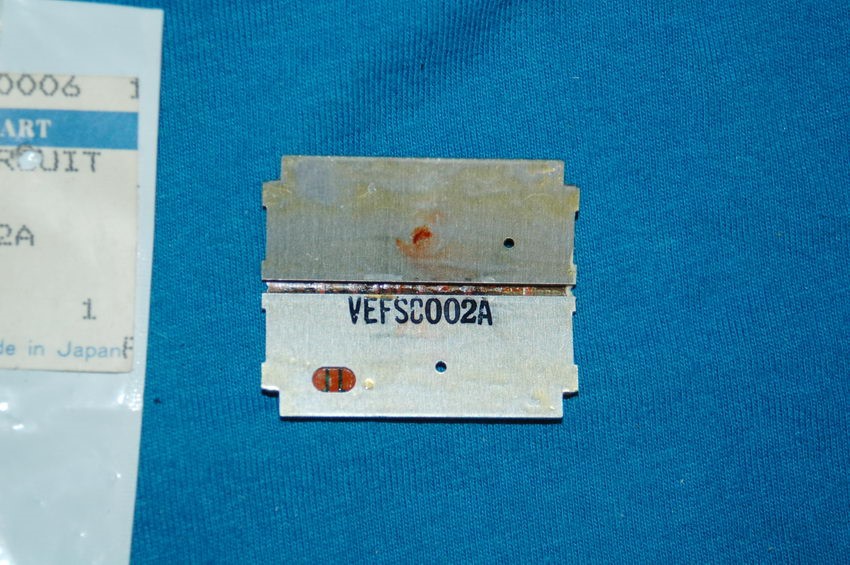 0006 1
ART
RCUIT
2A
1
de in Japan
VEFSC002A